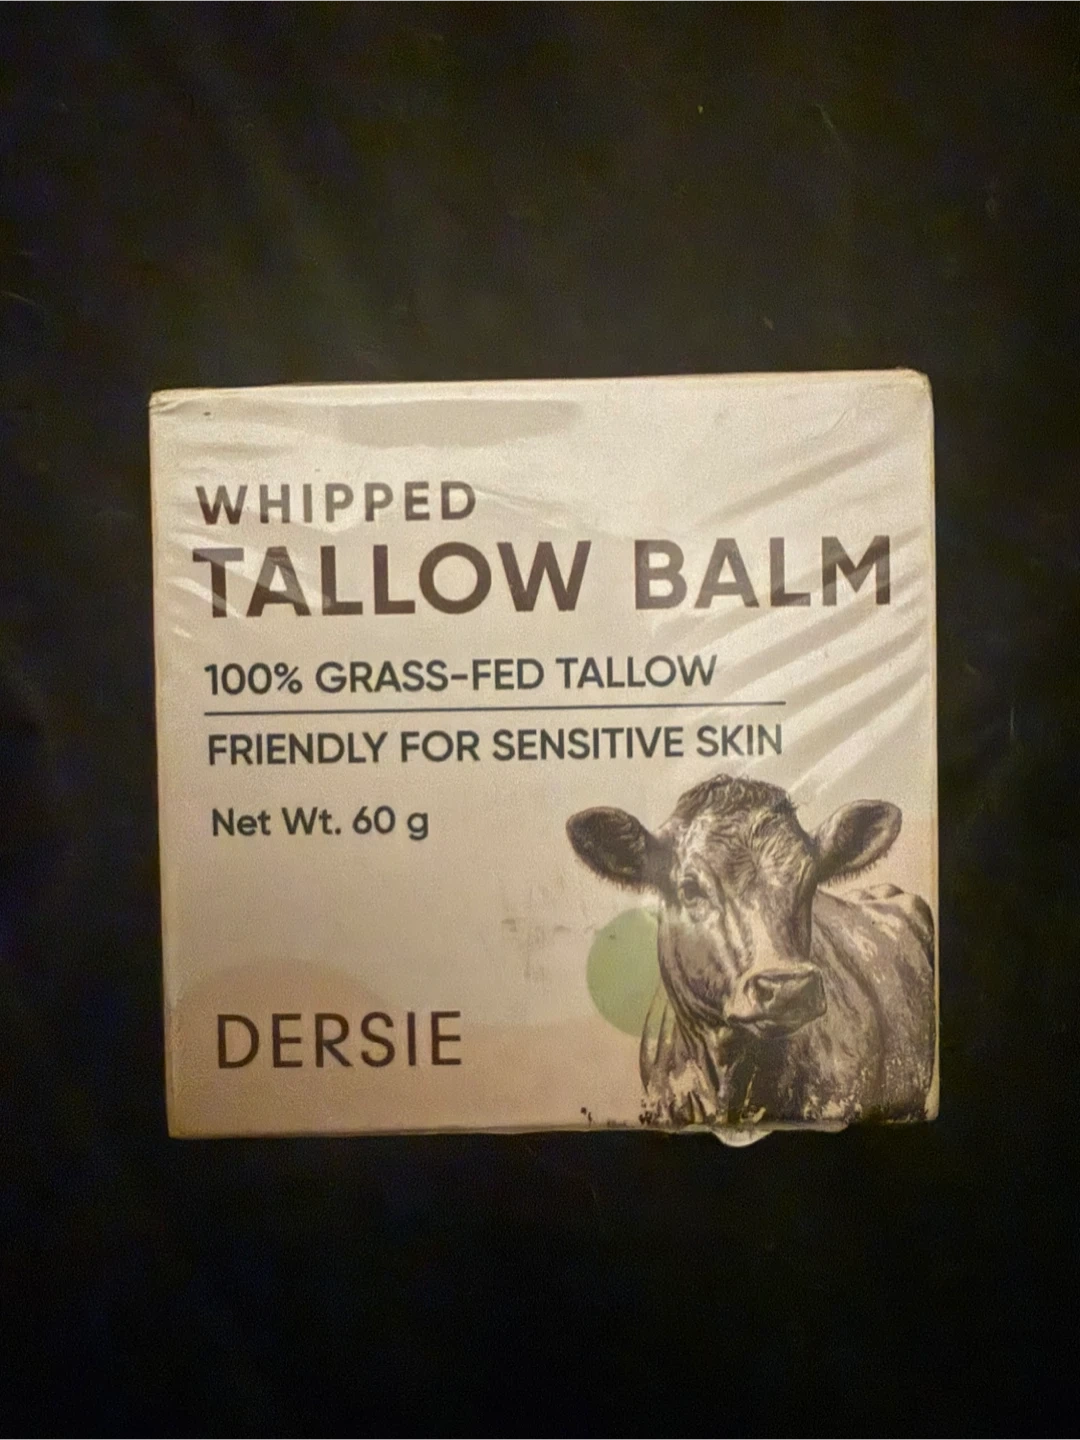 WHIPPED
TALLOW BALM
100% GRASS-FED TALLOW
FRIENDLY FOR SENSITIVE SKIN
Net Wt. 60 g
DERSIE